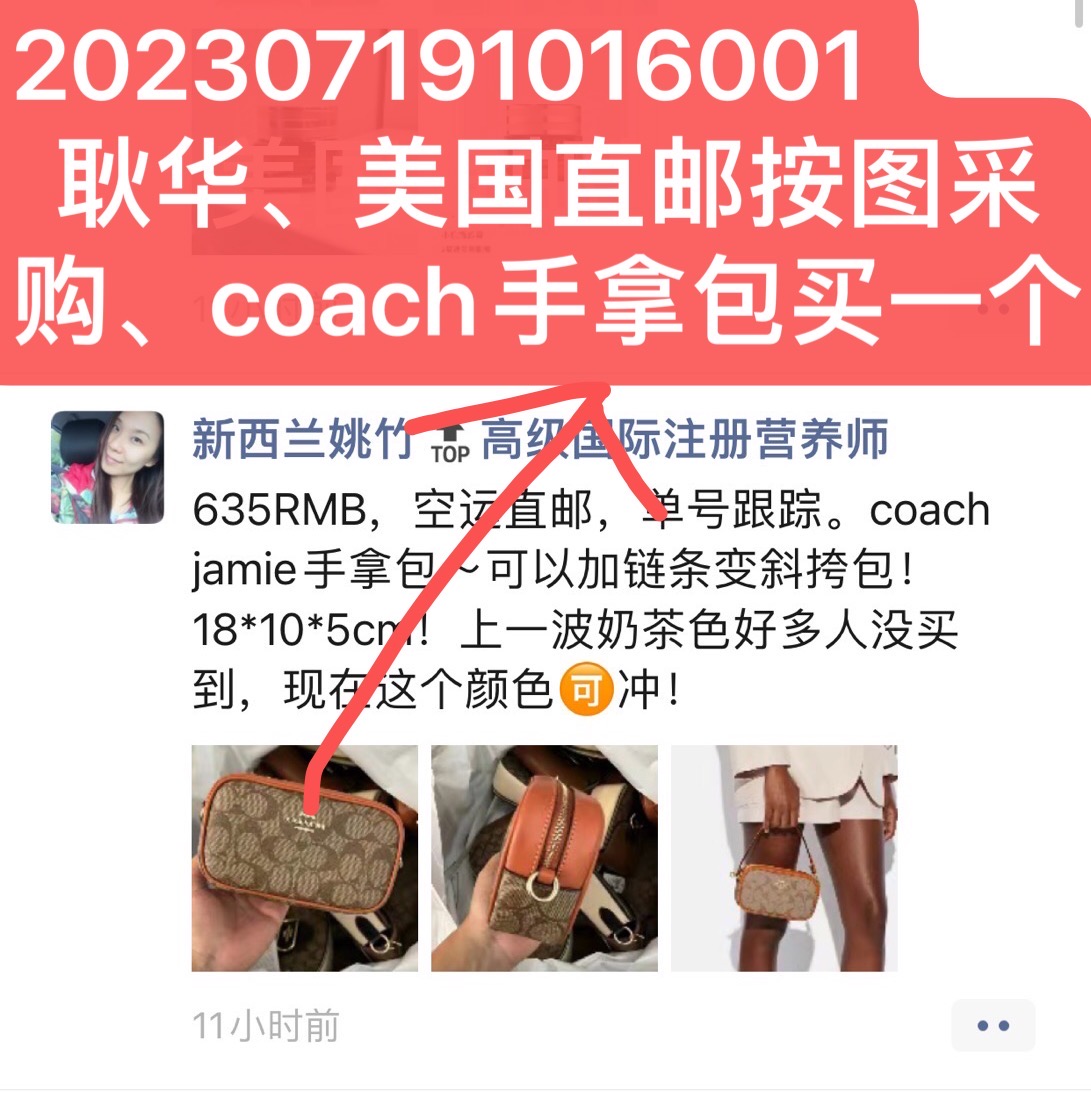 202307191016001
耿华、美国直邮按图采
购、coach手拿包买一个
新西兰姚竹 TOP 高级国际注册营养师
635RMB，空运直邮，单号跟踪。coach
jamie手拿包～可以加链条变斜挎包！
18*10*5cm！上一波奶茶色好多人没买
到，现在这个颜色🉑冲！
COACH
11小时前